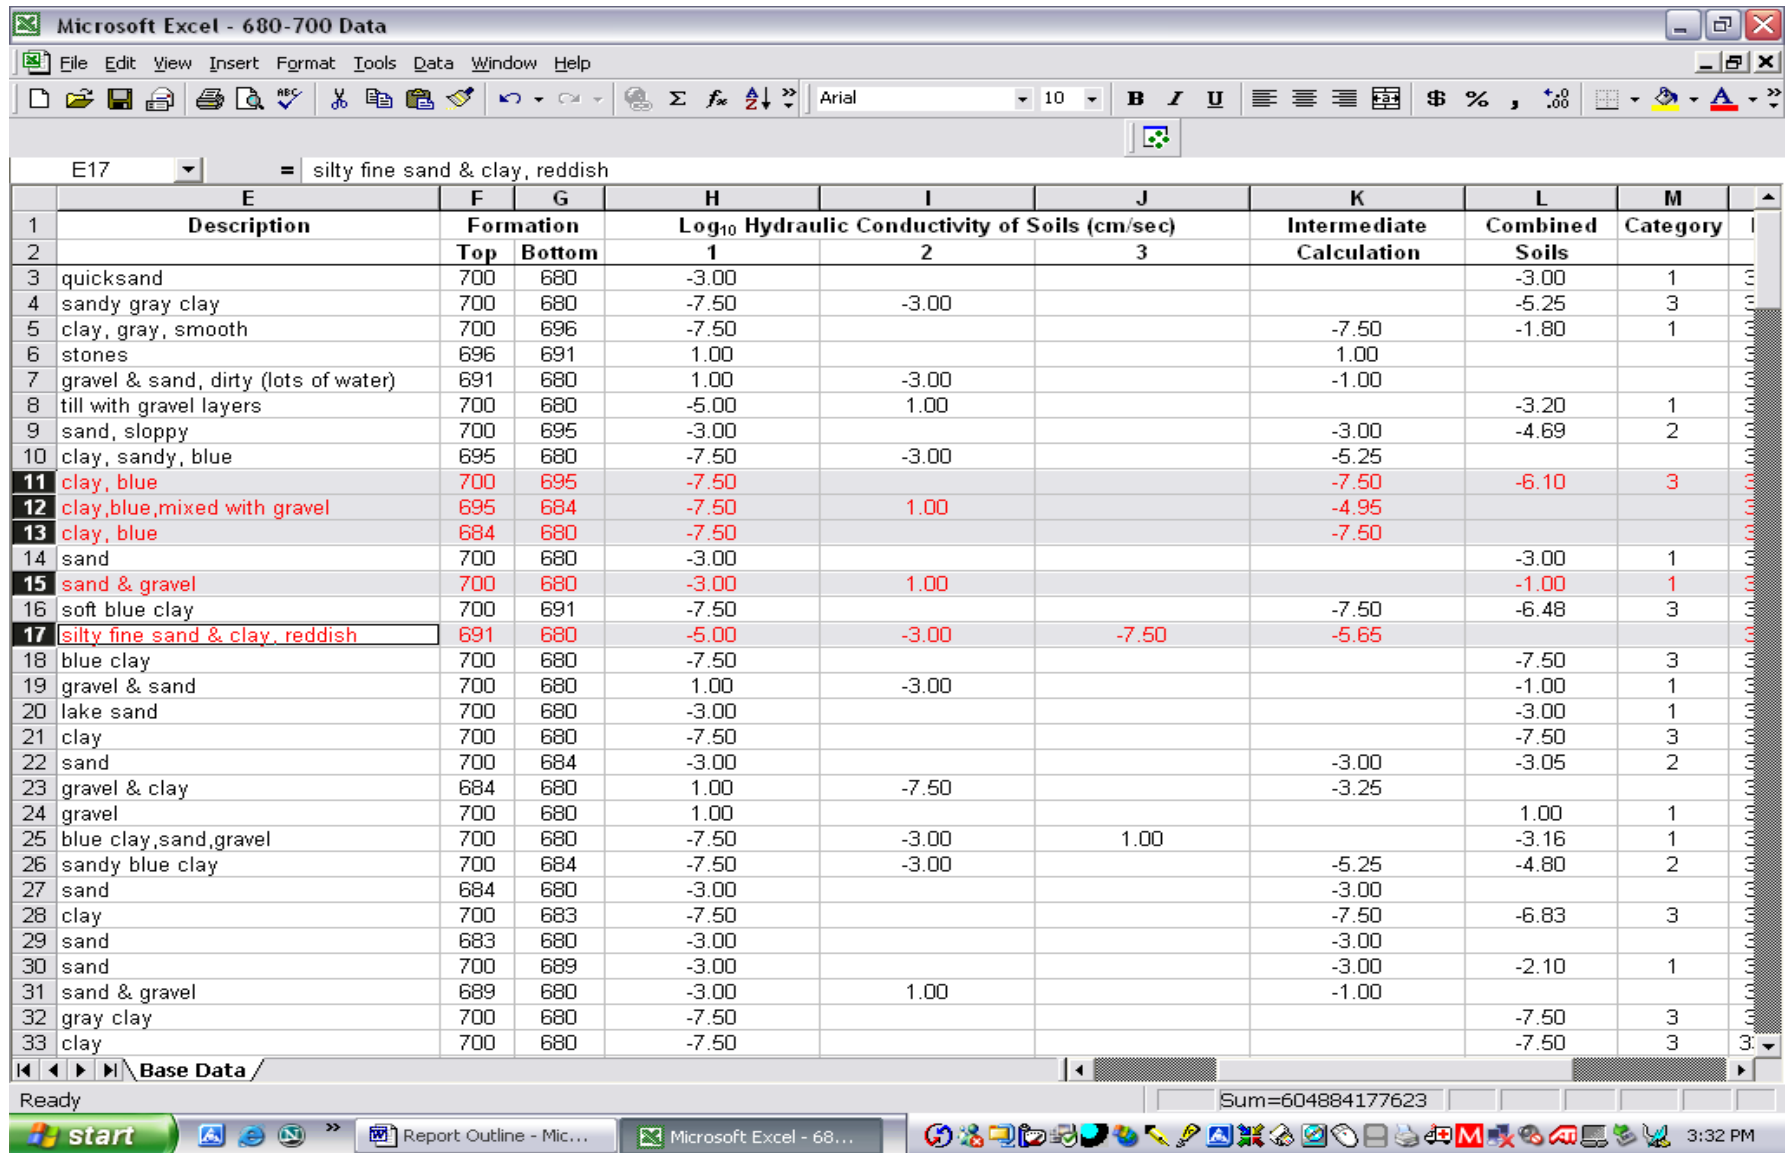 Microsoft Excel - 680-700 Data
File Edit View Insert Format Tools Data Window Help
Arial 10 B I U $ % ,
E17 = silty fine sand & clay, reddish
E F G H I J K L M
1 Description Formation Log₁₀ Hydraulic Conductivity of Soils (cm/sec) Intermediate Combined Category
2 Top Bottom 1 2 3 Calculation Soils
3 quicksand 700 680 -3.00 -3.00 1
4 sandy gray clay 700 680 -7.50 -3.00 -5.25 3
5 clay, gray, smooth 700 696 -7.50 -7.50 -1.80 1
6 stones 696 691 1.00 1.00
7 gravel & sand, dirty (lots of water) 691 680 1.00 -3.00 -1.00
8 till with gravel layers 700 680 -5.00 1.00 -3.20 1
9 sand, sloppy 700 695 -3.00 -3.00 -4.69 2
10 clay, sandy, blue 695 680 -7.50 -3.00 -5.25
11 clay, blue 700 695 -7.50 -7.50 -6.10 3
12 clay,blue,mixed with gravel 695 684 -7.50 1.00 -4.95
13 clay, blue 684 680 -7.50 -7.50
14 sand 700 680 -3.00 -3.00 1
15 sand & gravel 700 680 -3.00 1.00 -1.00 1
16 soft blue clay 700 691 -7.50 -7.50 -6.48 3
17 silty fine sand & clay, reddish 691 680 -5.00 -3.00 -7.50 -5.65
18 blue clay 700 680 -7.50 -7.50 3
19 gravel & sand 700 680 1.00 -3.00 -1.00 1
20 lake sand 700 680 -3.00 -3.00 1
21 clay 700 680 -7.50 -7.50 3
22 sand 700 684 -3.00 -3.00 -3.05 2
23 gravel & clay 684 680 1.00 -7.50 -3.25
24 gravel 700 680 1.00 1.00 1
25 blue clay,sand,gravel 700 680 -7.50 -3.00 1.00 -3.16 1
26 sandy blue clay 700 684 -7.50 -3.00 -5.25 -4.80 2
27 sand 684 680 -3.00 -3.00
28 clay 700 683 -7.50 -7.50 -6.83 3
29 sand 683 680 -3.00 -3.00
30 sand 700 689 -3.00 -3.00 -2.10 1
31 sand & gravel 689 680 -3.00 1.00 -1.00
32 gray clay 700 680 -7.50 -7.50 3
33 clay 700 680 -7.50 -7.50 3
Base Data
Ready Sum=604884177623
start Report Outline - Mic... Microsoft Excel - 68... 3:32 PM